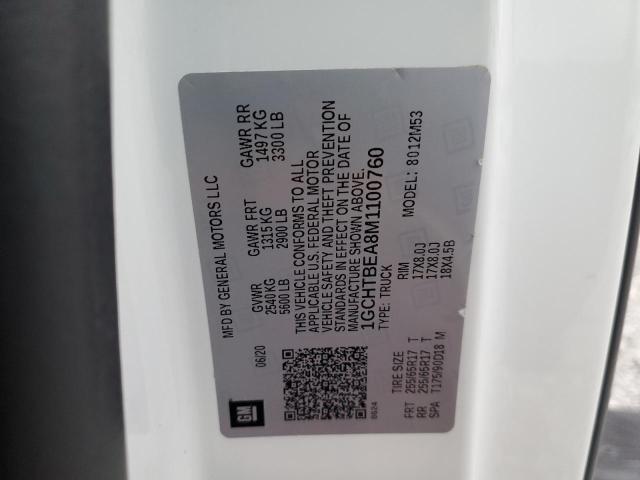 GM
MFD BY GENERAL MOTORS LLC
06/20
GVWR
2540 KG
5600 LB
GAWR FRT
1315 KG
2900 LB
GAWR RR
1497 KG
3300 LB
THIS VEHICLE CONFORMS TO ALL
APPLICABLE U.S. FEDERAL MOTOR
VEHICLE SAFETY AND THEFT PREVENTION
STANDARDS IN EFFECT ON THE DATE OF
MANUFACTURE SHOWN ABOVE.
1GCHTBEA8M1100760
TYPE: TRUCK
MODEL: 8012M53
8624
TIRE SIZE RIM
FRT 255/65R17 T 17X8.0J
RR 255/65R17 T 17X8.0J
SPA T175/90D18 M 18X4.5B